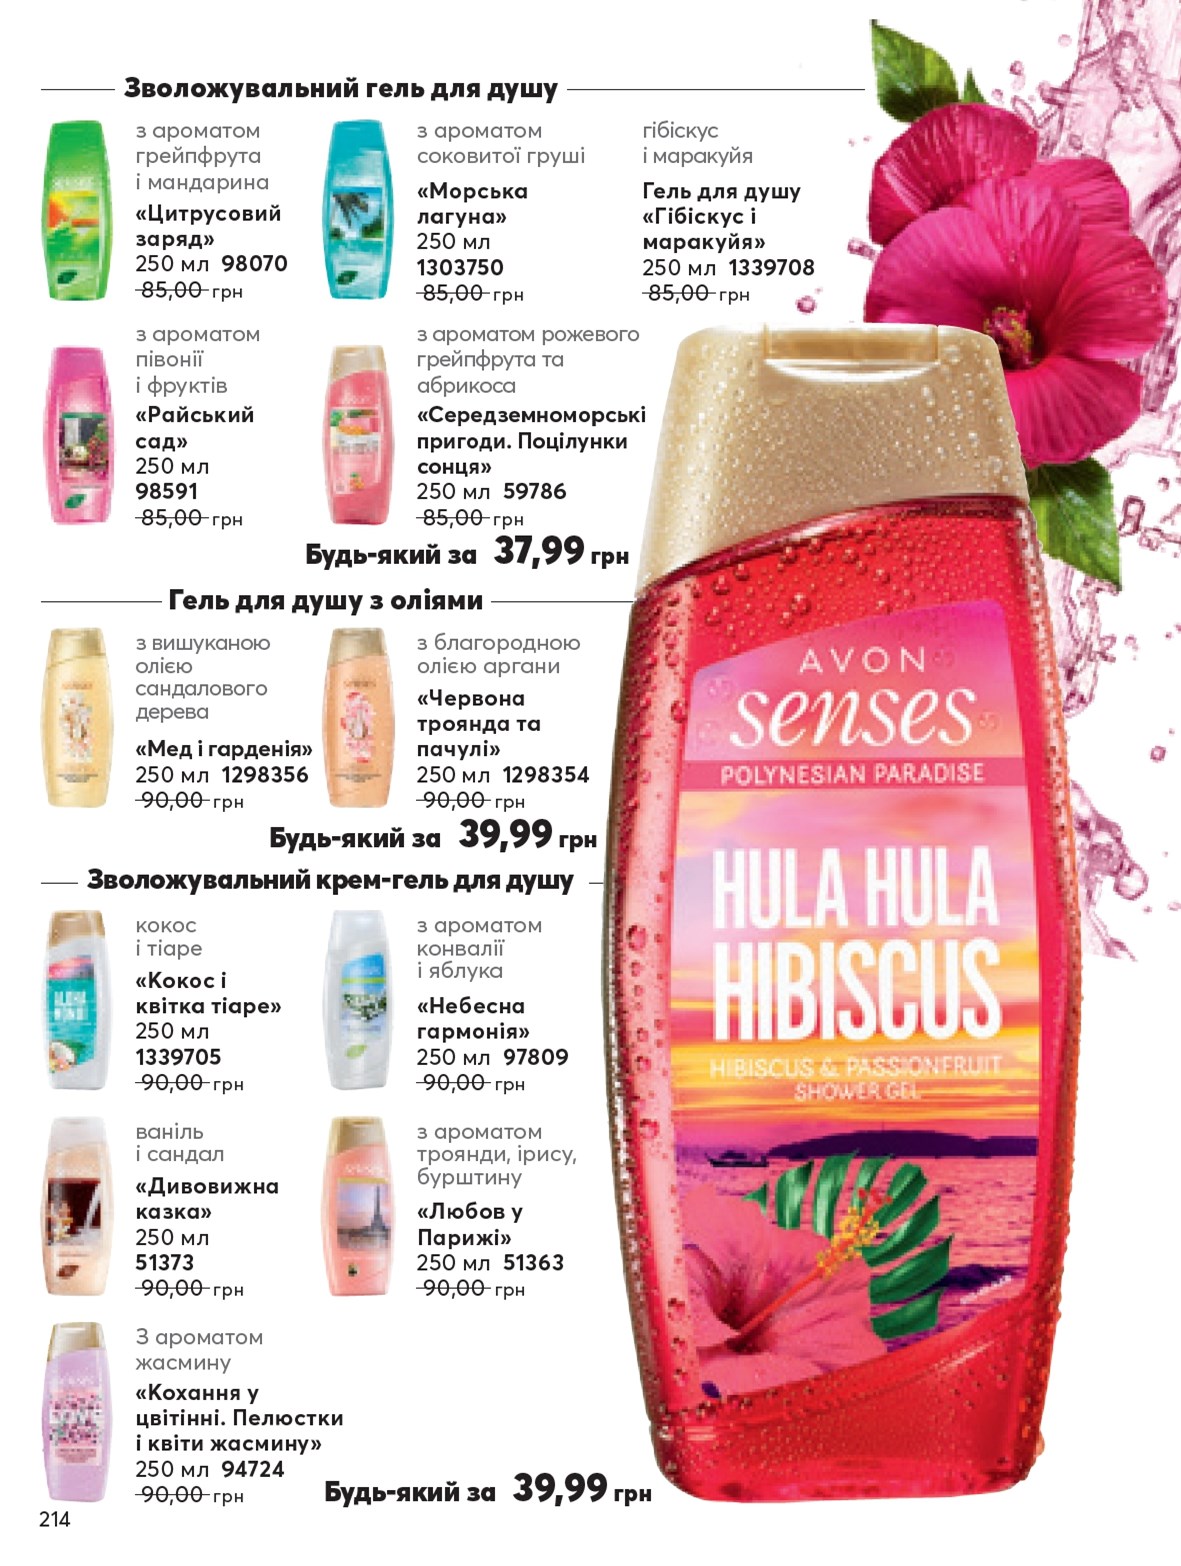 Зволожувальний гель для душу
з ароматом
грейпфрута
і мандарина
«Цитрусовий
заряд»
250 мл 98070
85,00 грн
з ароматом
соковитої груші
«Морська
лагуна»
250 мл
1303750
85,00 грн
гібіскус
і маракуйя
Гель для душу
«Гібіскус і
маракуйя»
250 мл 1339708
85,00 грн
з ароматом
півонії
і фруктів
«Райський
сад»
250 мл
98591
85,00 грн
з ароматом рожевого
грейпфрута та
абрикоса
«Середземноморські
пригоди. Поцілунки
сонця»
250 мл 59786
85,00 грн
Будь-який за 37,99 грн
Гель для душу з оліями
з вишуканою
олією
сандалового
дерева
«Мед і гарденія»
250 мл 1298356
90,00 грн
з благородною
олією аргани
«Червона
троянда та
пачулі»
250 мл 1298354
90,00 грн
Будь-який за 39,99 грн
Зволожувальний крем-гель для душу
кокос
і тіаре
«Кокос і
квітка тіаре»
250 мл
1339705
90,00 грн
з ароматом
конвалії
і яблука
«Небесна
гармонія»
250 мл 97809
90,00 грн
ваніль
і сандал
«Дивовижна
казка»
250 мл
51373
90,00 грн
з ароматом
троянди, ірису,
бурштину
«Любов у
Парижі»
250 мл 51363
90,00 грн
З ароматом
жасмину
«Кохання у
цвітінні. Пелюстки
і квіти жасмину»
250 мл 94724
90,00 грн
Будь-який за 39,99 грн
214
AVON
senses
POLYNESIAN PARADISE
HULA HULA
HIBISCUS
HIBISCUS & PASSIONFRUIT
SHOWER GEL